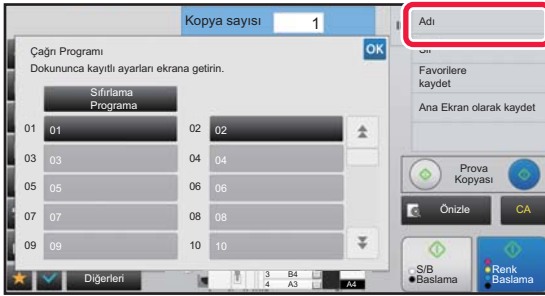 Kopya sayısı
1
Adı
Sil
Favorilere
kaydet
Ana Ekran olarak kaydet
Çağrı Programı
OK
Dokununca kayıtlı ayarları ekrana getirin.
Sıfırlama
Programa
01 01
02 02
03 03
04 04
05 05
06 06
07 07
08 08
09 09
10 10
Prova
Kopyası
Önizle
CA
S/B
Başlama
Renk
Başlama
Diğerleri
3 B4
4 A3
A4